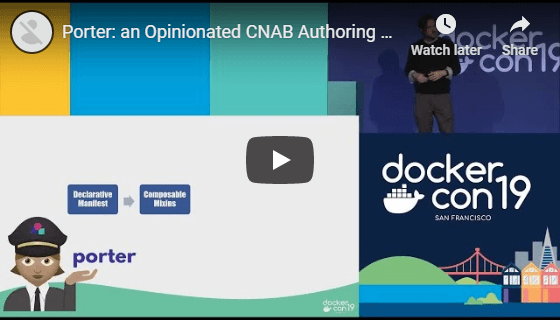 Porter: an Opinionated CNAB Authoring ...
Watch later
Share
docker
con 19
Declarative
Manifest
Composable
Mixins
porter
docker
con 19
docker
con 19
SAN FRANCISCO